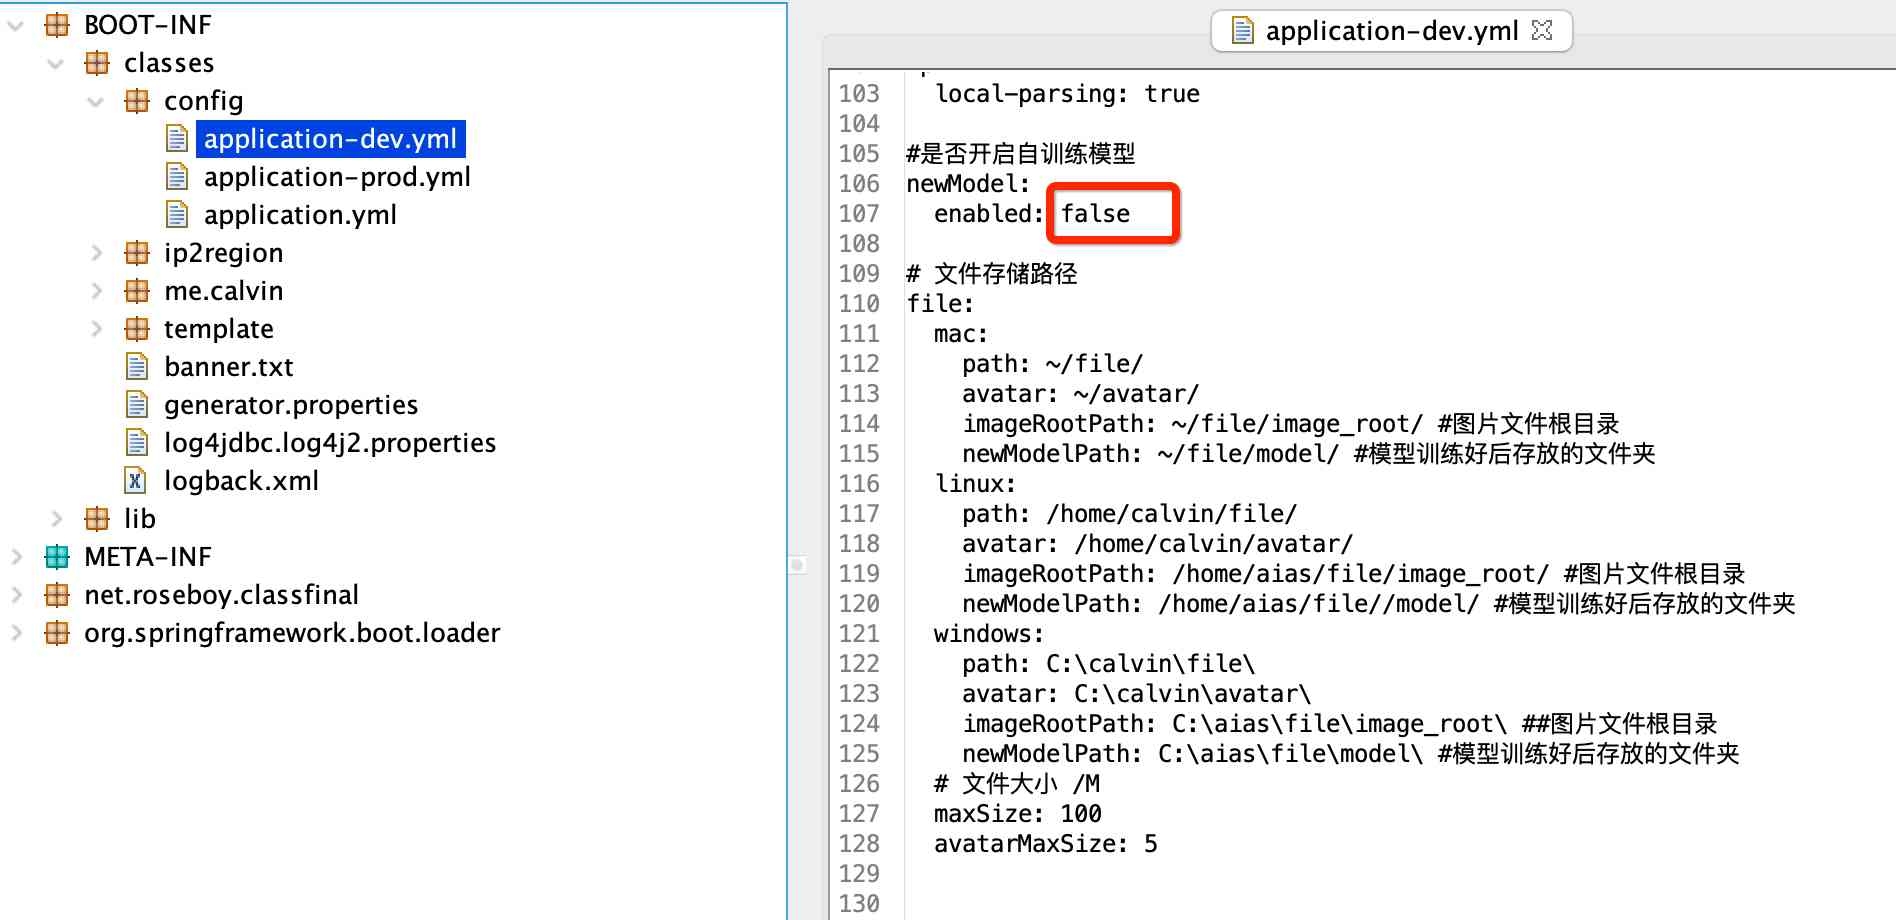 BOOT-INF
classes
config
application-dev.yml
application-prod.yml
application.yml
ip2region
me.calvin
template
banner.txt
generator.properties
log4jdbc.log4j2.properties
logback.xml
lib
META-INF
net.roseboy.classfinal
org.springframework.boot.loader
application-dev.yml
103 local-parsing: true
104
105 #是否开启自训练模型
106 newModel:
107 enabled: false
108
109 # 文件存储路径
110 file:
111 mac:
112 path: ~/file/
113 avatar: ~/avatar/
114 imageRootPath: ~/file/image_root/ #图片文件根目录
115 newModelPath: ~/file/model/ #模型训练好后存放的文件夹
116 linux:
117 path: /home/calvin/file/
118 avatar: /home/calvin/avatar/
119 imageRootPath: /home/aias/file/image_root/ #图片文件根目录
120 newModelPath: /home/aias/file//model/ #模型训练好后存放的文件夹
121 windows:
122 path: C:\calvin\file\
123 avatar: C:\calvin\avatar\
124 imageRootPath: C:\aias\file\image_root\ ##图片文件根目录
125 newModelPath: C:\aias\file\model\ #模型训练好后存放的文件夹
126 # 文件大小 /M
127 maxSize: 100
128 avatarMaxSize: 5
129
130